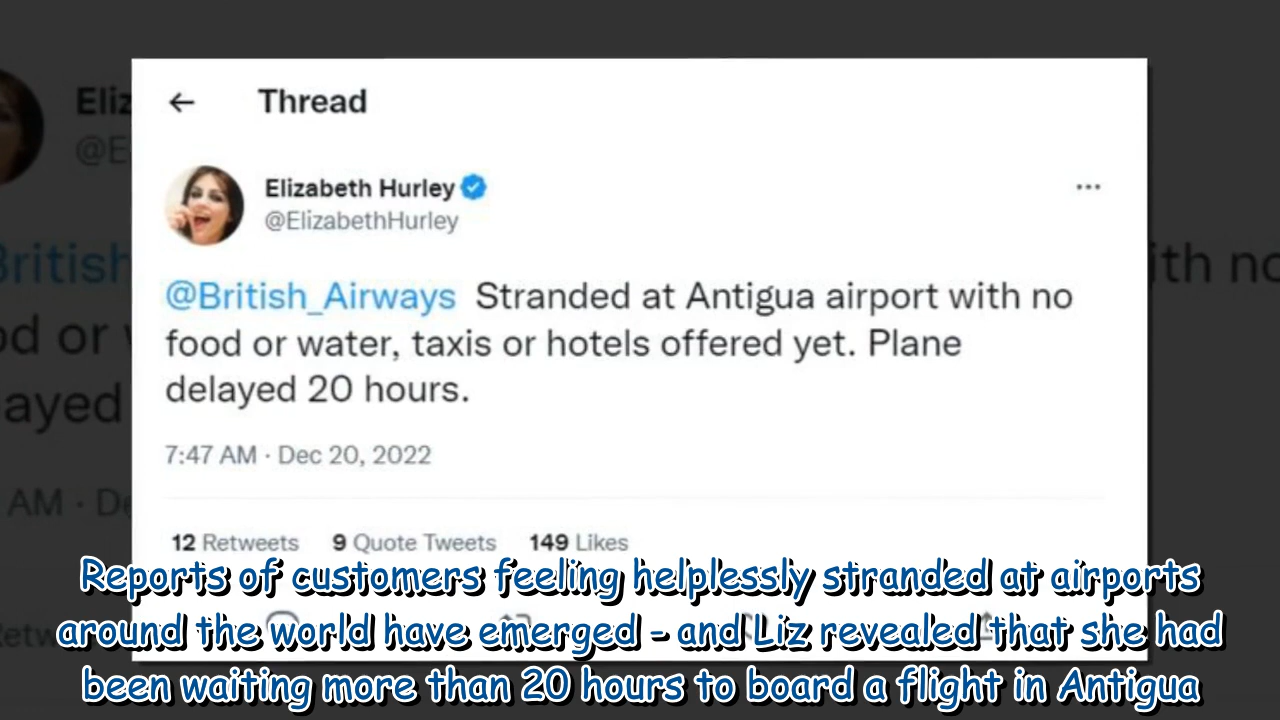 Thread
Elizabeth Hurley
@ElizabethHurley
@British_Airways Stranded at Antigua airport with no
food or water, taxis or hotels offered yet. Plane
delayed 20 hours.
7:47 AM · Dec 20, 2022
12 Retweets 9 Quote Tweets 149 Likes
Reports of customers feeling helplessly stranded at airports
around the world have emerged - and Liz revealed that she had
been waiting more than 20 hours to board a flight in Antigua